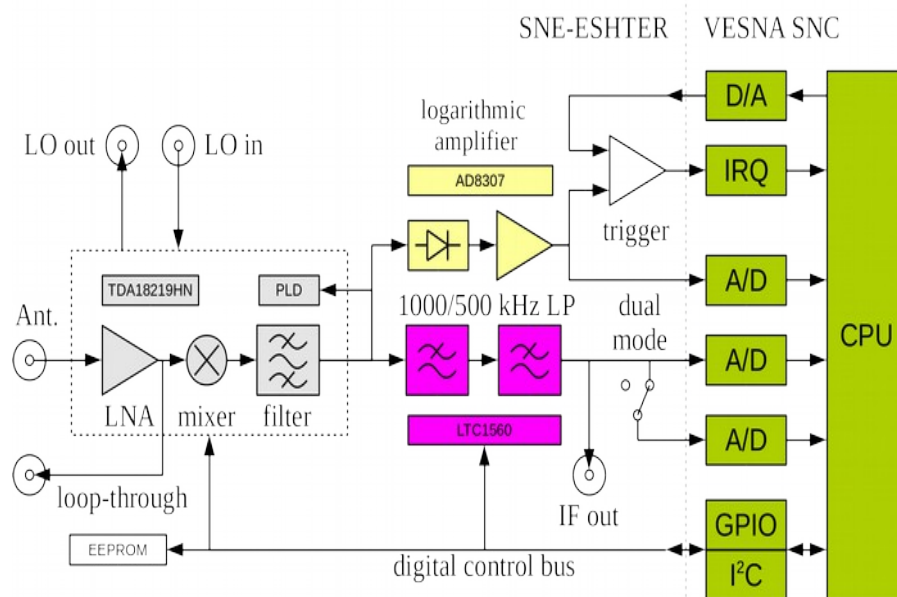 SNE-ESHTER
VESNA SNC
D/A
logarithmic
amplifier
LO out
LO in
AD8307
IRQ
trigger
TDA18219HN
PLD
A/D
Ant.
1000/500 kHz LP
dual
mode
CPU
A/D
LNA
mixer
filter
LTC1560
A/D
loop-through
IF out
GPIO
EEPROM
digital control bus
I²C